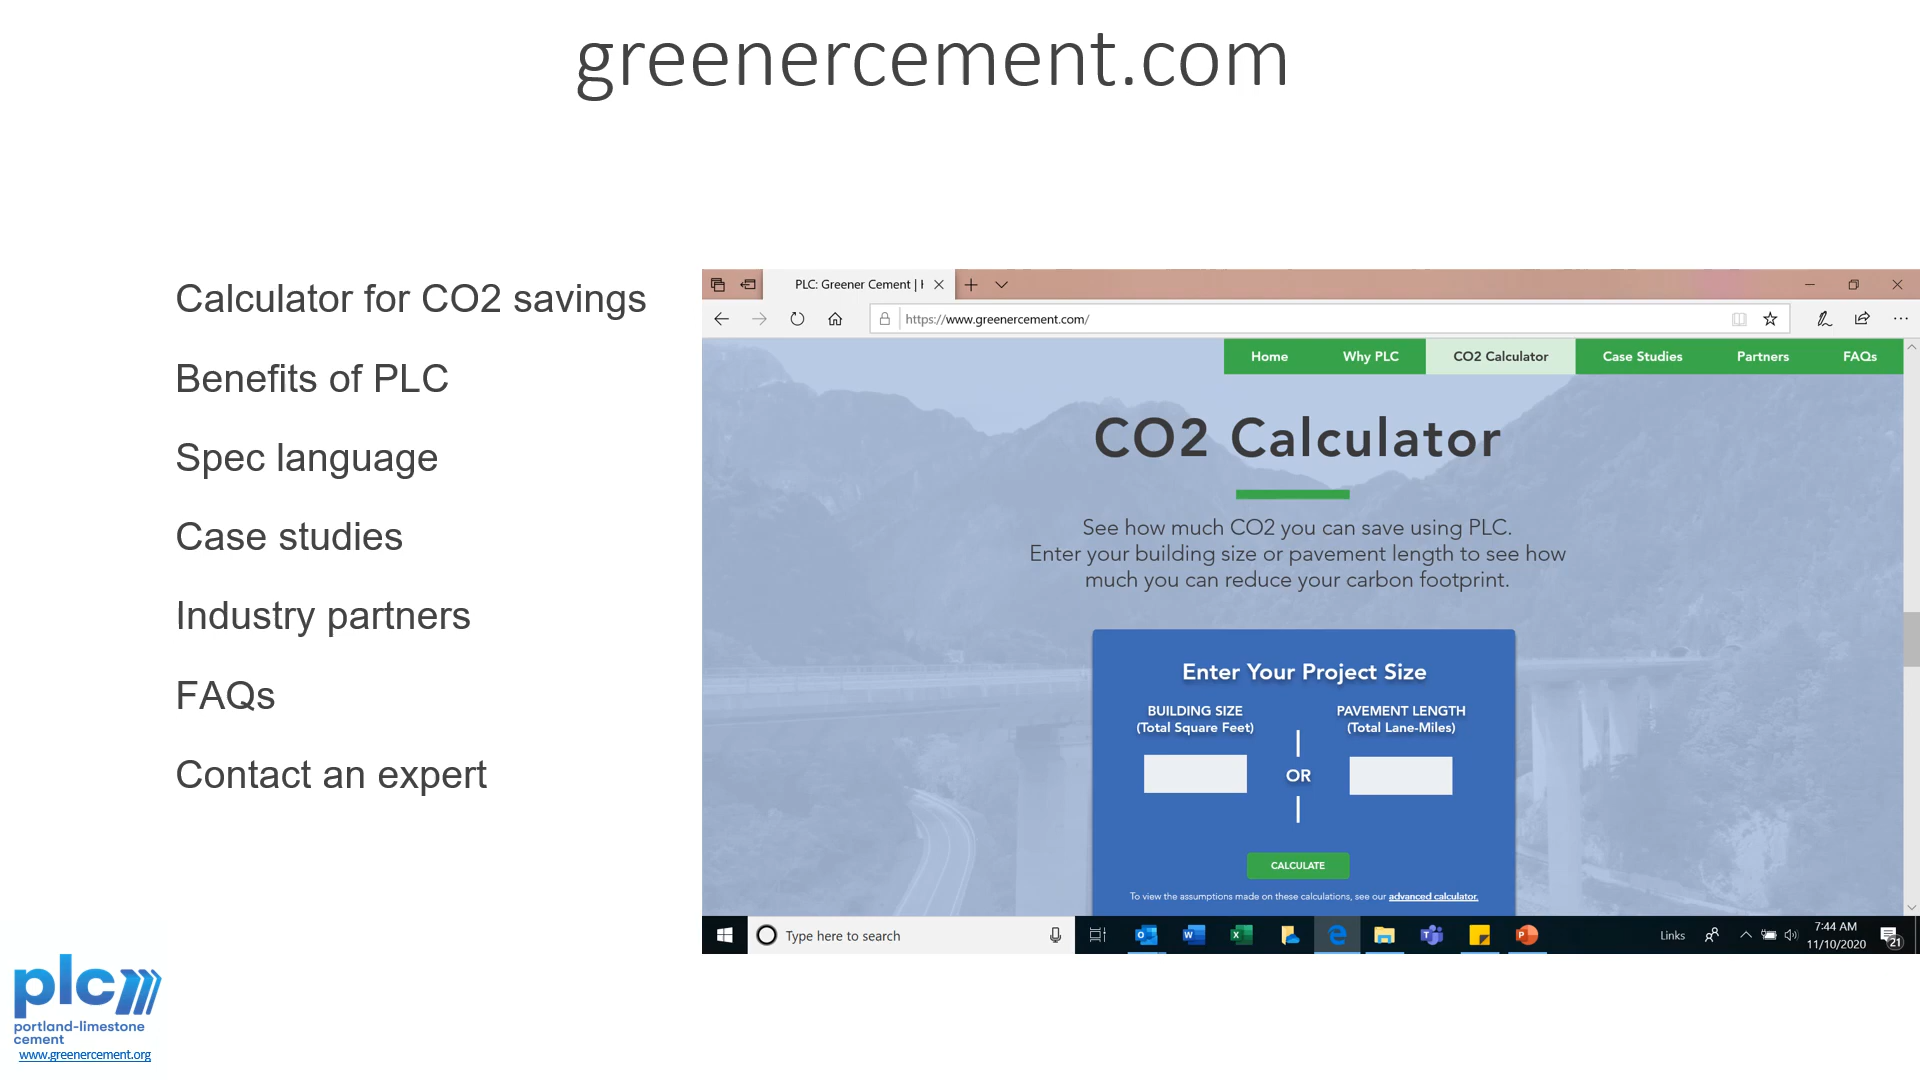 greenercement.com
Calculator for CO2 savings
Benefits of PLC
Spec language
Case studies
Industry partners
FAQs
Contact an expert
PLC: Greener Cement |
https://www.greenercement.com/
Home Why PLC CO2 Calculator Case Studies Partners FAQs
CO2 Calculator
See how much CO2 you can save using PLC.
Enter your building size or pavement length to see how
much you can reduce your carbon footprint.
Enter Your Project Size
BUILDING SIZE
(Total Square Feet)
OR
PAVEMENT LENGTH
(Total Lane-Miles)
CALCULATE
To view the assumptions made on these calculations, see our advanced calculator.
Type here to search
Links
7:44 AM
11/10/2020
21
plc
portland-limestone
cement
www.greenercement.org